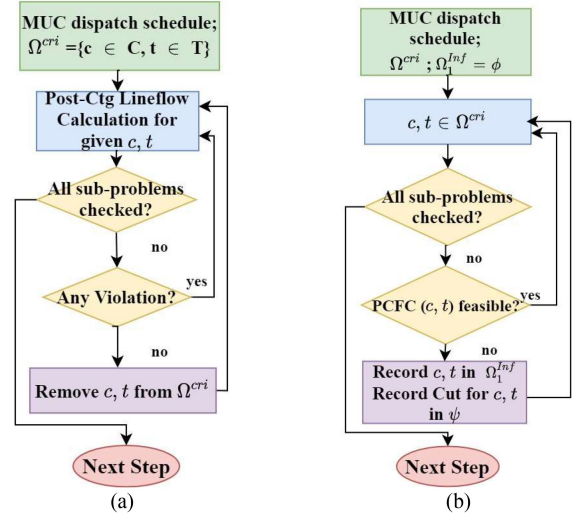 MUC dispatch schedule;
Ω^cri ={c ∈ C, t ∈ T}
Post-Ctg Lineflow
Calculation for
given c, t
All sub-problems
checked?
no
yes
Any Violation?
no
Remove c, t from Ω^cri
Next Step
(a)
MUC dispatch
schedule;
Ω^cri ; Ω_1^Inf = ϕ
c, t ∈ Ω^cri
All sub-problems
checked?
no
yes
PCFC (c, t) feasible?
no
Record c, t in Ω_1^Inf
Record Cut for c, t
in ψ
Next Step
(b)